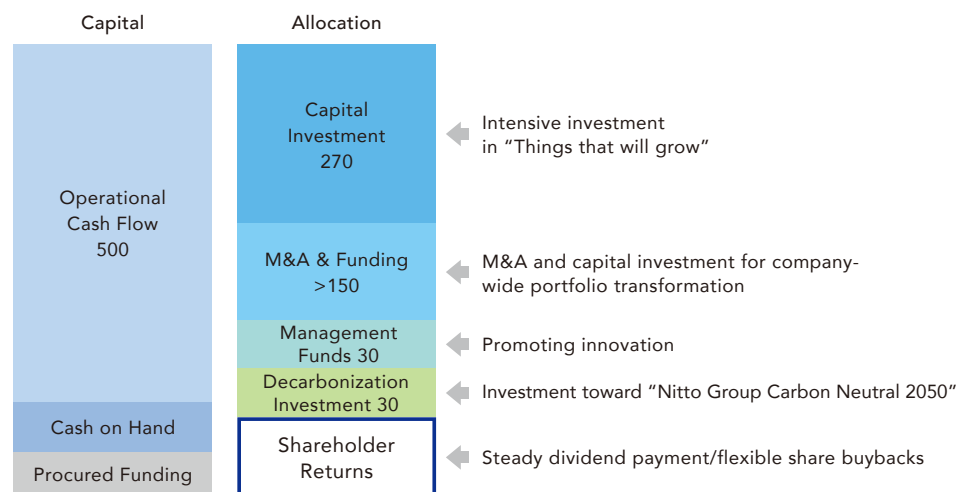 Capital
Allocation
Operational
Cash Flow
500
Cash on Hand
Procured Funding
Capital
Investment
270
M&A & Funding
>150
Management
Funds 30
Decarbonization
Investment 30
Shareholder
Returns
Intensive investment
in “Things that will grow”
M&A and capital investment for company-
wide portfolio transformation
Promoting innovation
Investment toward “Nitto Group Carbon Neutral 2050”
Steady dividend payment/flexible share buybacks